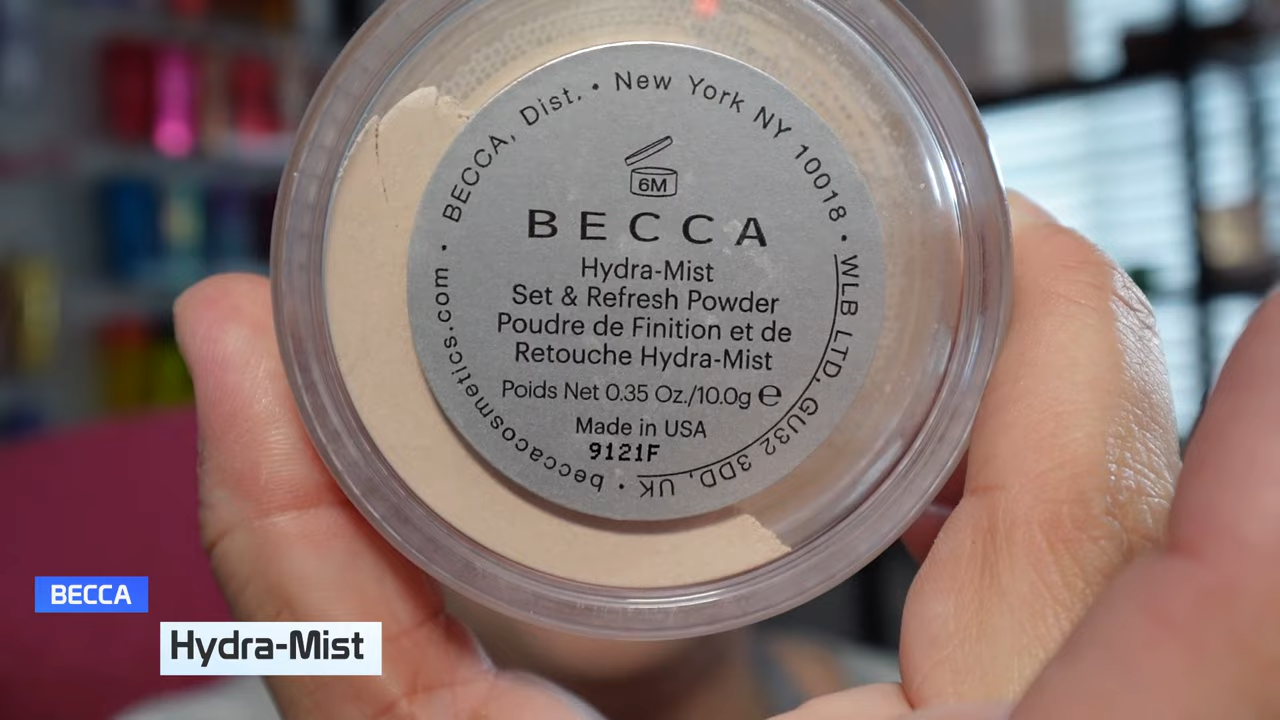 BECCA, Dist. • New York NY 10018 • WLB LTD, GU32 3DD, UK • beccacosmetics.com •
6M
BECCA
Hydra-Mist
Set & Refresh Powder
Poudre de Finition et de
Retouche Hydra-Mist
Poids Net 0.35 Oz./10.0g ℮
Made in USA
9121F
BECCA
Hydra-Mist